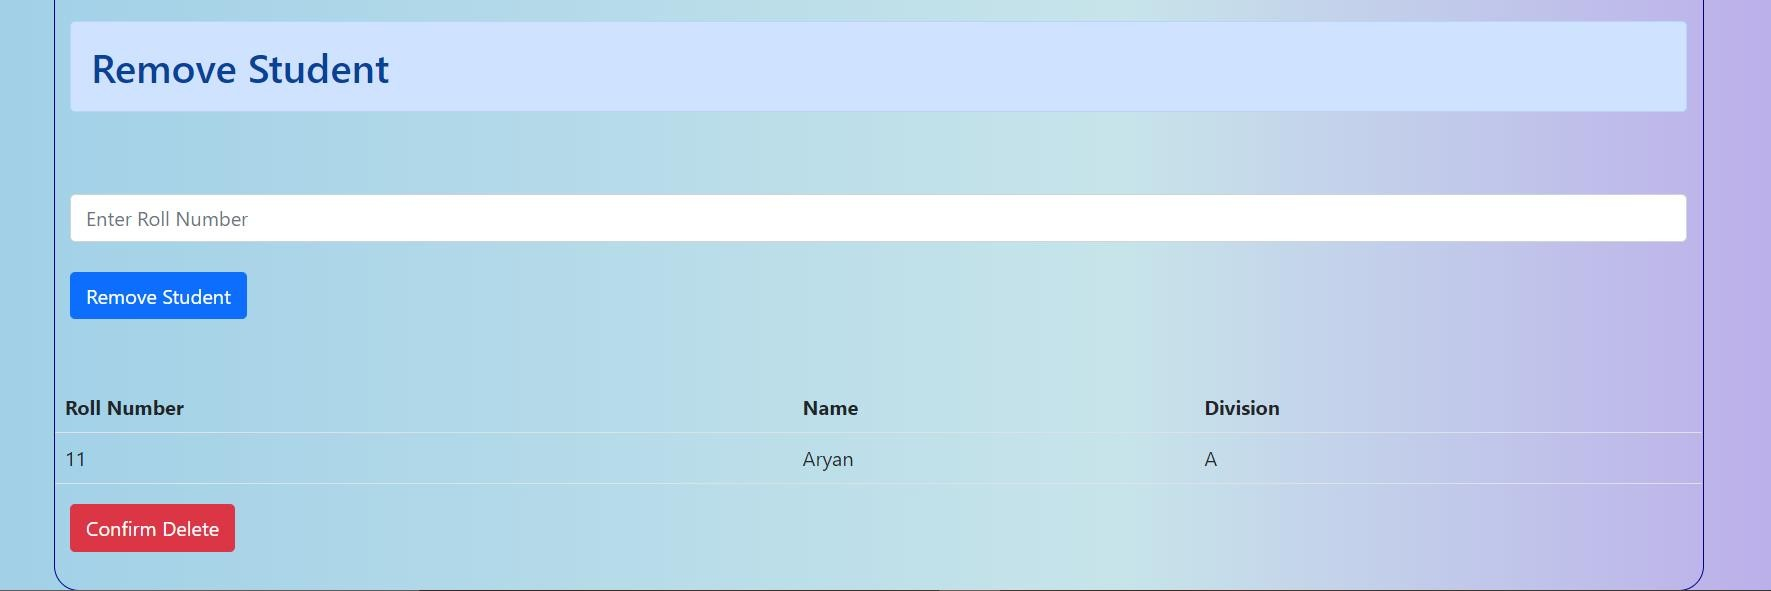 Remove Student
Enter Roll Number
Remove Student
Roll Number Name Division
11 Aryan A
Confirm Delete